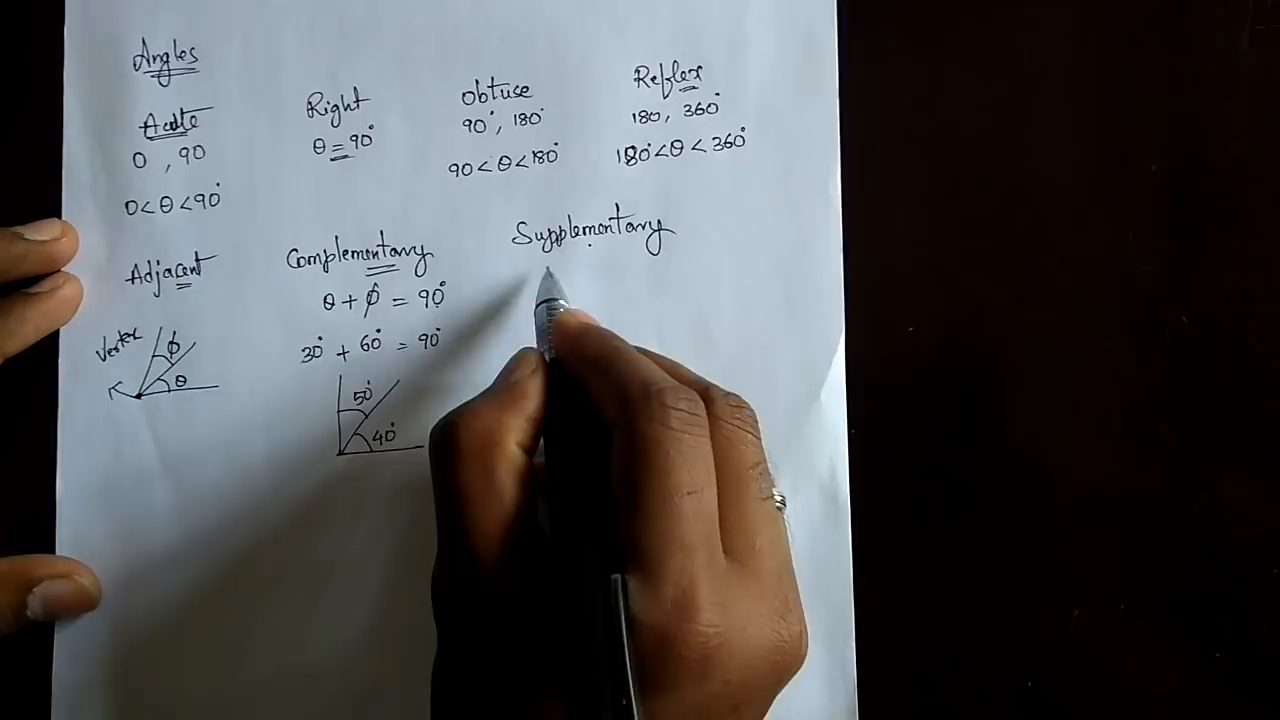 Angles
Acute
0 , 90
0 < θ < 90°
Right
θ = 90°
Obtuse
90°, 180°
90 < θ < 180°
Reflex
180, 360°
180° < θ < 360°
Adjacent
Vertex
ϕ
θ
Complementary
θ + ϕ = 90°
30° + 60° = 90°
50°
40°
Supplementary